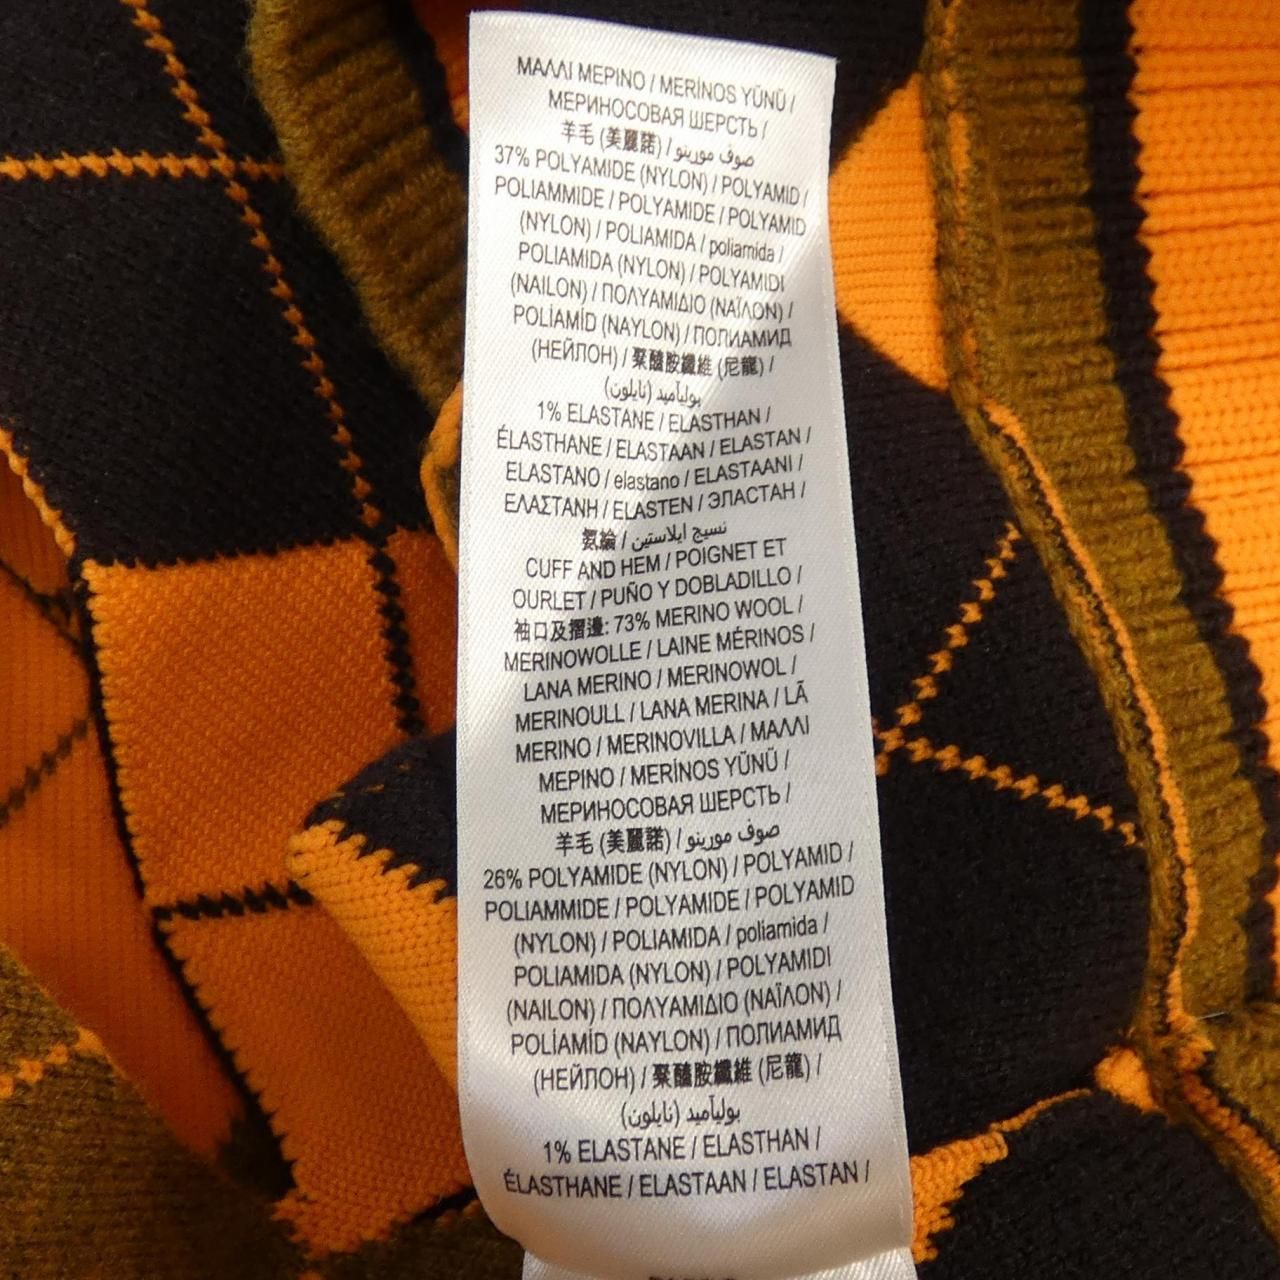 ΜΑΛΛΙ ΜΕΡΙΝΟ / MERİNOS YÜNÜ /
МЕРИНОСОВАЯ ШЕРСТЬ /
羊毛 (美麗諾) / صوف مورينو
37% POLYAMIDE (NYLON) / POLYAMID /
POLIAMMIDE / POLYAMIDE / POLYAMID
(NYLON) / POLIAMIDA / poliamida /
POLIAMIDA (NYLON) / POLYAMIDI
(NAILON) / ΠΟΛΥΑΜΙΔΙΟ (ΝΑΪΛΟΝ) /
POLİAMİD (NAYLON) / ПОЛИАМИД
(НЕЙЛОН) / 聚醯胺纖維 (尼龍) /
بوليآميد (نايلون)
1% ELASTANE / ELASTHAN /
ÉLASTHANE / ELASTAAN / ELASTAN /
ELASTANO / elastano / ELASTAANI /
ΕΛΑΣΤΑΝΗ / ELASTEN / ЭЛАСТАН /
氨綸 / نسيج ايلاستين
CUFF AND HEM / POIGNET ET
OURLET / PUÑO Y DOBLADILLO /
袖口及摺邊: 73% MERINO WOOL /
MERINOWOLLE / LAINE MÉRINOS /
LANA MERINO / MERINOWOL /
MERINOULL / LANA MERINA / LÃ
MERINO / MERINOVILLA / ΜΑΛΛΙ
ΜΕΡΙΝΟ / MERİNOS YÜNÜ /
МЕРИНОСОВАЯ ШЕРСТЬ /
羊毛 (美麗諾) / صوف مورينو
26% POLYAMIDE (NYLON) / POLYAMID /
POLIAMMIDE / POLYAMIDE / POLYAMID
(NYLON) / POLIAMIDA / poliamida /
POLIAMIDA (NYLON) / POLYAMIDI
(NAILON) / ΠΟΛΥΑΜΙΔΙΟ (ΝΑΪΛΟΝ) /
POLİAMİD (NAYLON) / ПОЛИАМИД
(НЕЙЛОН) / 聚醯胺纖維 (尼龍) /
بوليآميد (نايلون)
1% ELASTANE / ELASTHAN /
ÉLASTHANE / ELASTAAN / ELASTAN /